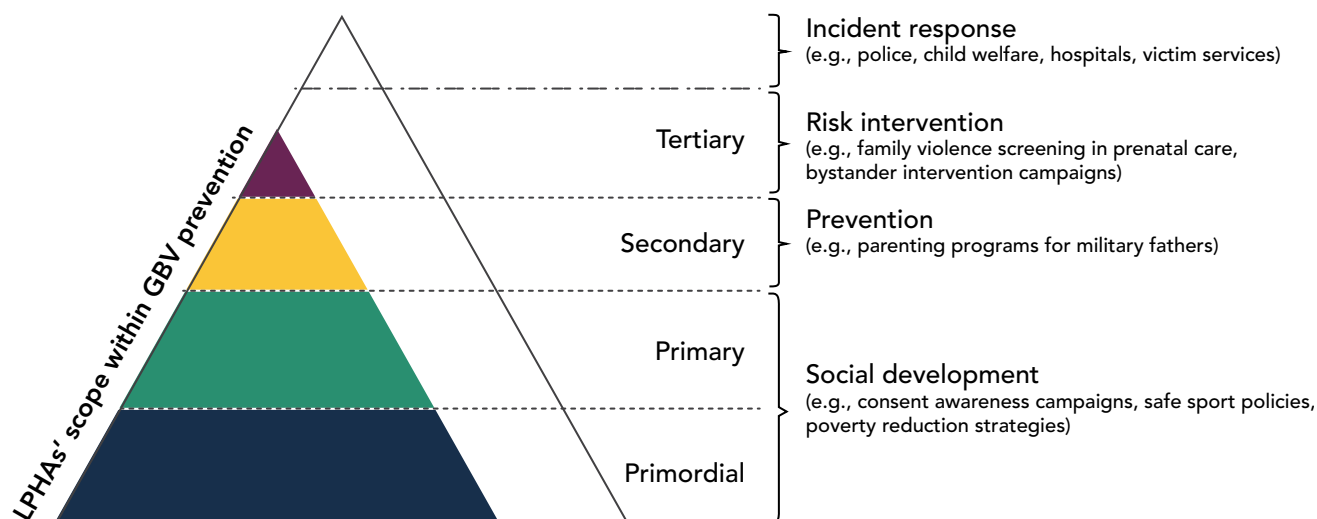 LPHAs’ scope within GBV prevention
Incident response
(e.g., police, child welfare, hospitals, victim services)
Tertiary
Risk intervention
(e.g., family violence screening in prenatal care,
bystander intervention campaigns)
Secondary
Prevention
(e.g., parenting programs for military fathers)
Primary
Social development
(e.g., consent awareness campaigns, safe sport policies,
poverty reduction strategies)
Primordial